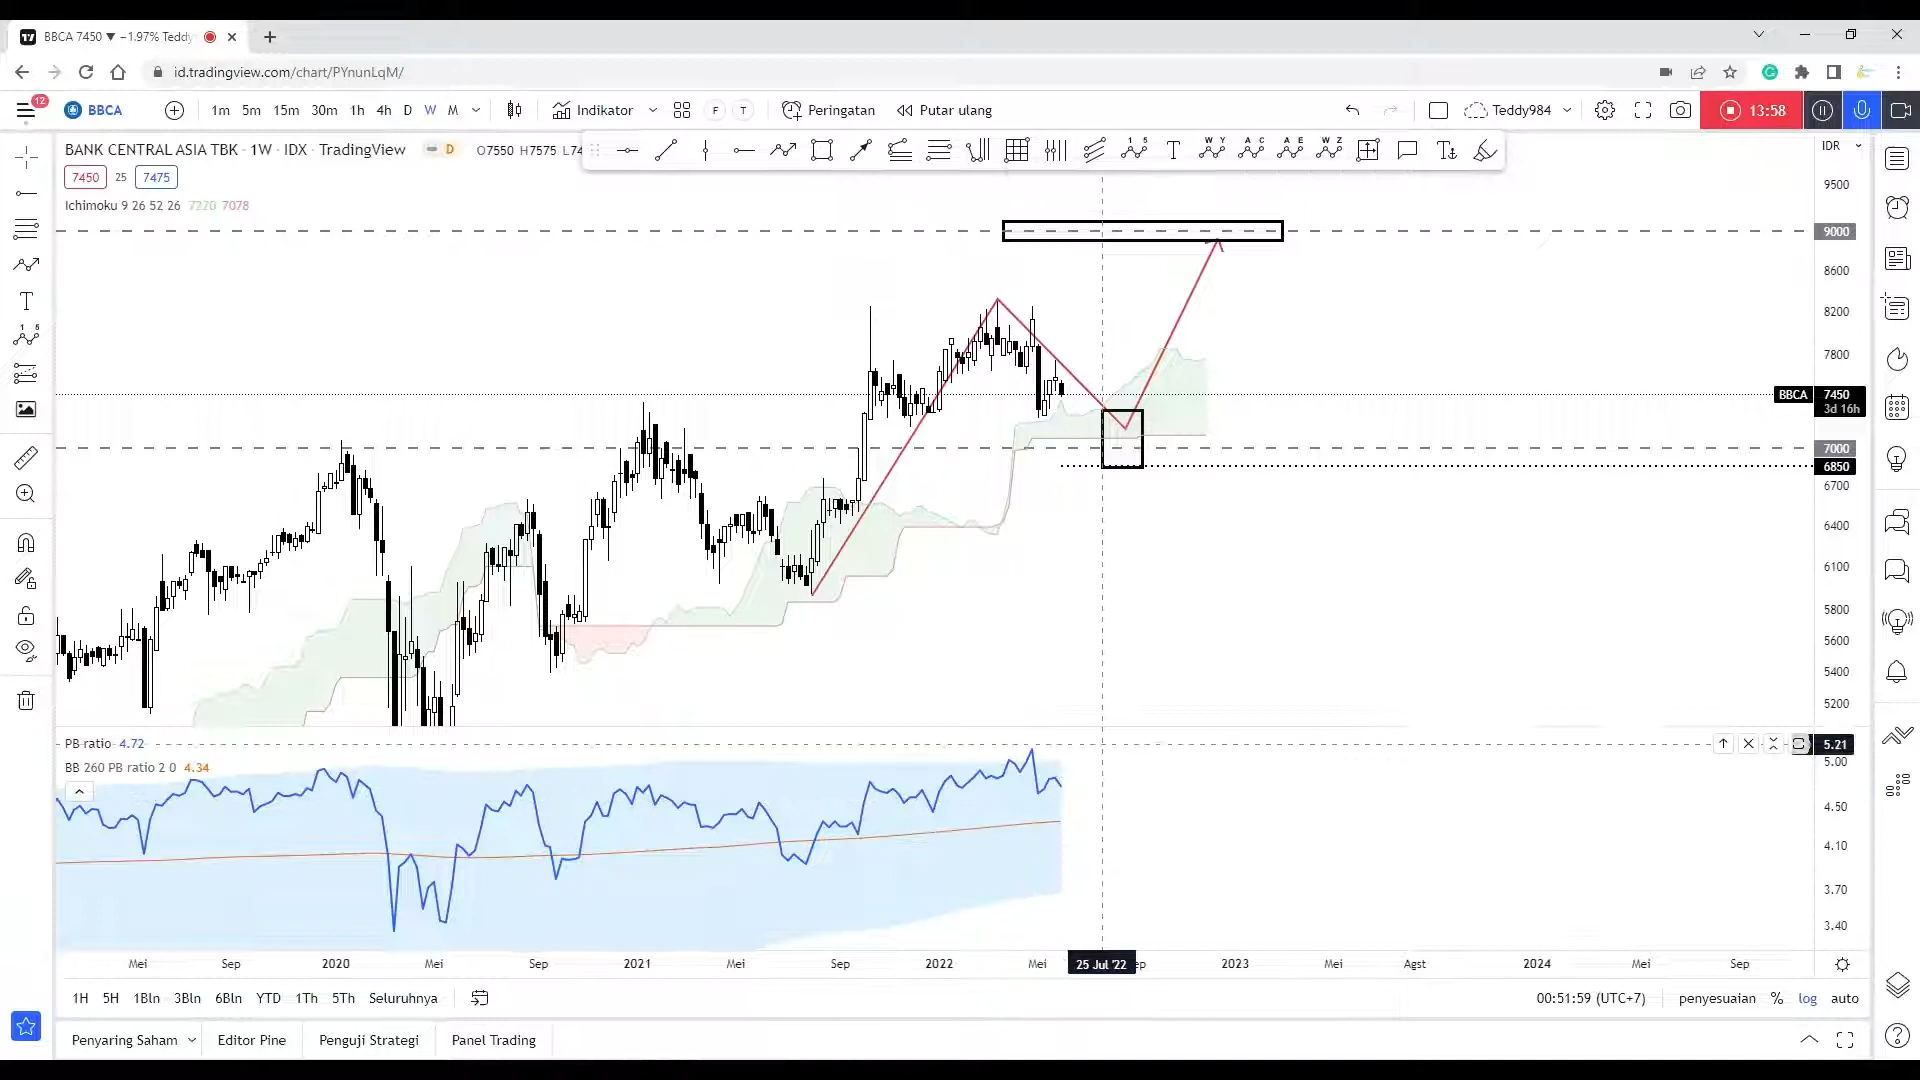 BBCA 7450 ▼ −1.97% Teddy
id.tradingview.com/chart/PYnunLqM/
12
BBCA 1m 5m 15m 30m 1h 4h D W M Indikator F T Peringatan Putar ulang Teddy984 13:58
BANK CENTRAL ASIA TBK · 1W · IDX · TradingView D O7550 H7575 L74
IDR
7450 25 7475
Ichimoku 9 26 52 26 7270 7078
9500
9000
8600
8200
7800
BBCA 7450
3d 16h
7000
6850
6700
6400
6100
5800
5600
5400
5200
PB ratio 4.72
5.21
BB 260 PB ratio 2 0 4.34
5.00
4.50
4.10
3.70
3.40
Mei Sep 2020 Mei Sep 2021 Mei Sep 2022 Mei 25 Jul '22 ep 2023 Mei Agst 2024 Mei Sep
1H 5H 1Bln 3Bln 6Bln YTD 1Th 5Th Seluruhnya 00:51:59 (UTC+7) penyesuaian % log auto
Penyaring Saham Editor Pine Penguji Strategi Panel Trading